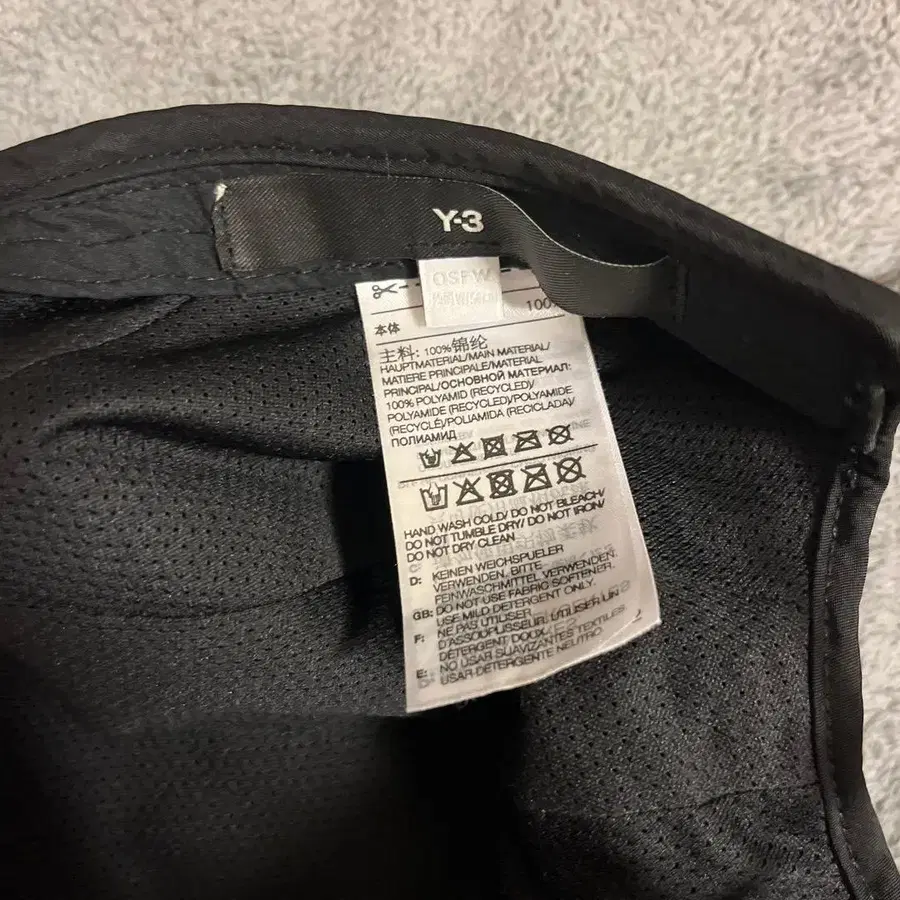 Y-3
OSFW
100%
本体
主料: 100%锦纶
HAUPTMATERIAL/MAIN MATERIAL/
MATIERE PRINCIPALE/MATERIAL
PRINCIPAL/ОСНОВНОЙ МАТЕРИАЛ:
100% POLYAMID (RECYCLED)/
POLYAMIDE (RECYCLED)/POLYAMIDE
(RECYCLÉ)/POLIAMIDA (RECICLADA)/
ПОЛИАМИД
HAND WASH COLD/ DO NOT BLEACH/
DO NOT TUMBLE DRY/ DO NOT IRON/
DO NOT DRY CLEAN
D: KEINEN WEICHSPUELER
VERWENDEN, BITTE
FEINWASCHMITTEL VERWENDEN.
GB: DO NOT USE FABRIC SOFTENER.
USE MILD DETERGENT ONLY.
F: NE PAS UTILISER
D'ASSOUPLISSEUR. UTILISER UN
DÉTERGENT DOUX
E: NO USAR SUAVIZANTES TEXTILES
USAR DETERGENTE NEUTRO